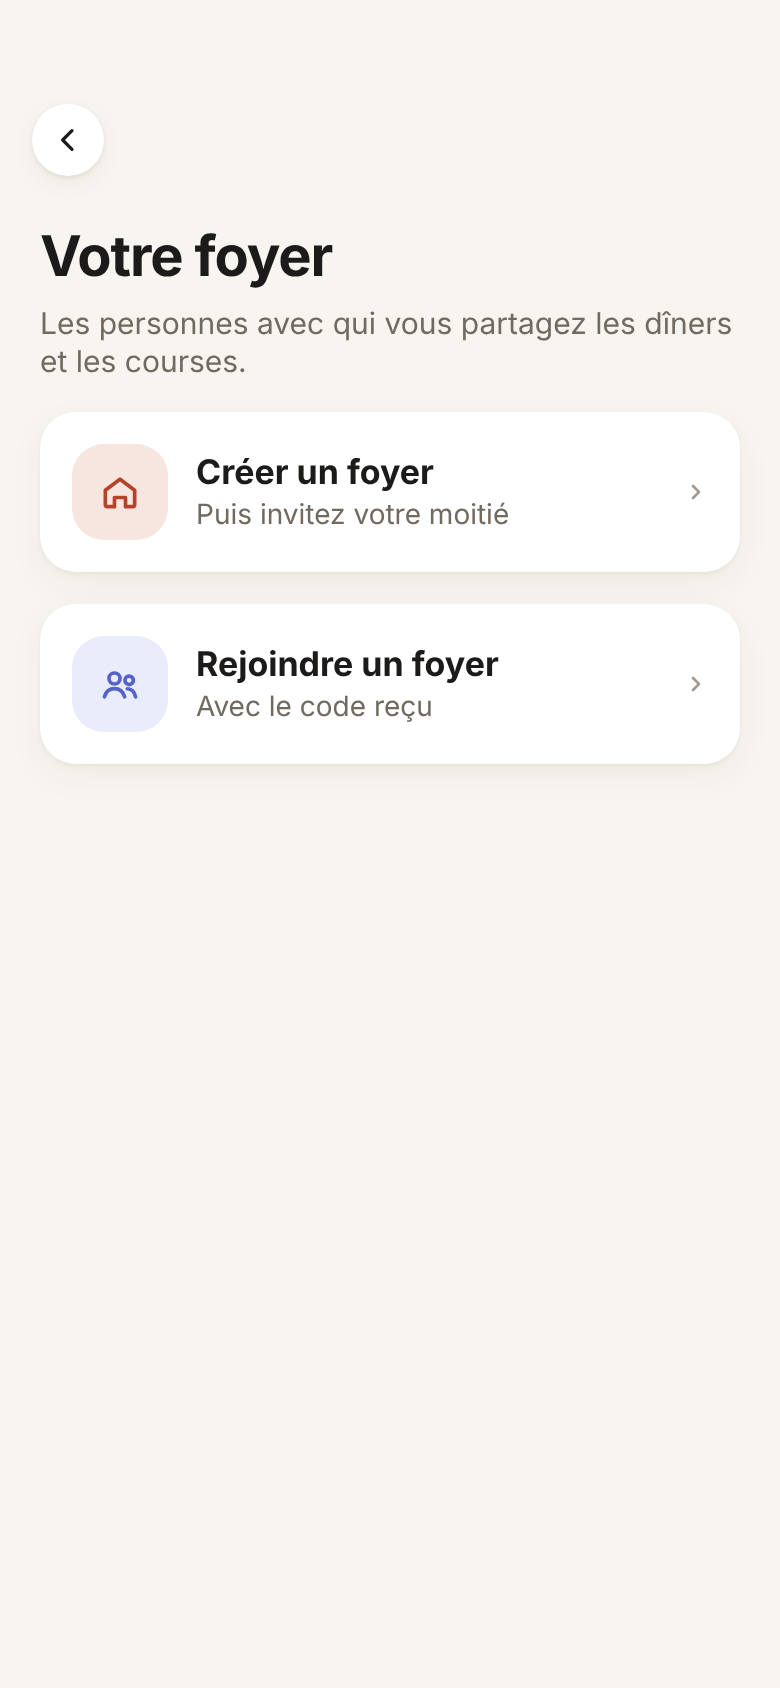 Votre foyer
Les personnes avec qui vous partagez les dîners
et les courses.
Créer un foyer
Puis invitez votre moitié
Rejoindre un foyer
Avec le code reçu